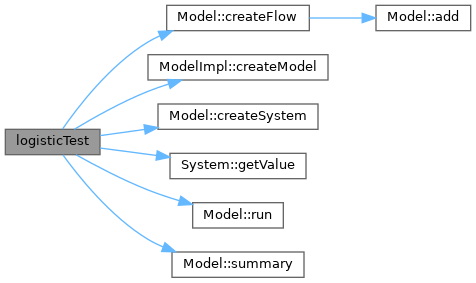 logisticTest
Model::createFlow
Model::add
ModelImpl::createModel
Model::createSystem
System::getValue
Model::run
Model::summary